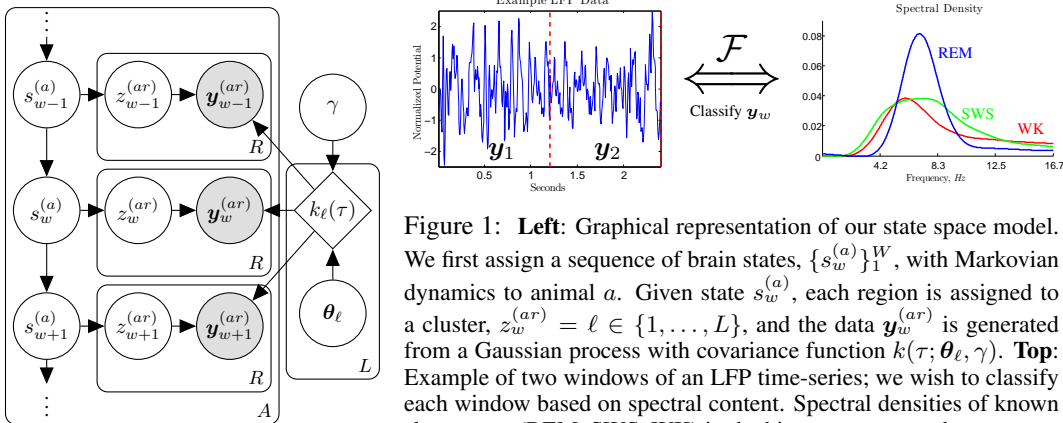 s_{w-1}^{(a)} z_{w-1}^{(ar)} y_{w-1}^{(ar)}
R
γ
s_w^{(a)} z_w^{(ar)} y_w^{(ar)} k_ℓ(τ)
R
s_{w+1}^{(a)} z_{w+1}^{(ar)} y_{w+1}^{(ar)} θ_ℓ
R
L
A
Example LFP Data
Normalized Potential
2
1
0
−1
−2
y_1 y_2
0.5 1 1.5 2
Seconds
F
Classify y_w
Spectral Density
0.08
0.04
0.02
0
REM
SWS
WK
4.2 8.3 12.5 16.7
Frequency, Hz
Figure 1: Left: Graphical representation of our state space model.
We first assign a sequence of brain states, {s_w^{(a)}}_1^W, with Markovian
dynamics to animal a. Given state s_w^{(a)}, each region is assigned to
a cluster, z_w^{(ar)} = ℓ ∈ {1, . . . , L}, and the data y_w^{(ar)} is generated
from a Gaussian process with covariance function k(τ; θ_ℓ, γ). Top:
Example of two windows of an LFP time-series; we wish to classify
each window based on spectral content. Spectral densities of known